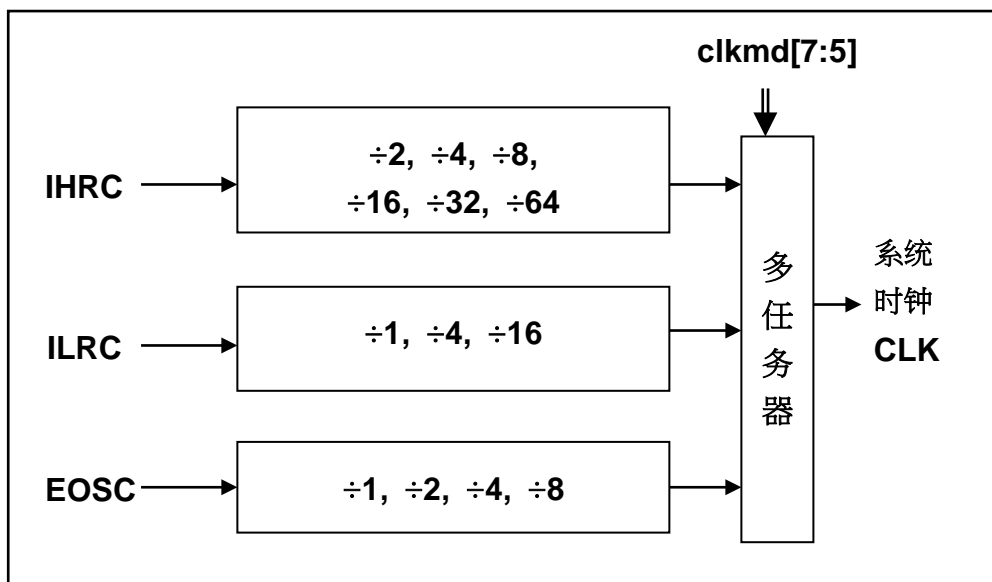 clkmd[7:5]
IHRC
÷2, ÷4, ÷8,
÷16, ÷32, ÷64
ILRC
÷1, ÷4, ÷16
EOSC
÷1, ÷2, ÷4, ÷8
多
任
务
器
系统
时钟
CLK